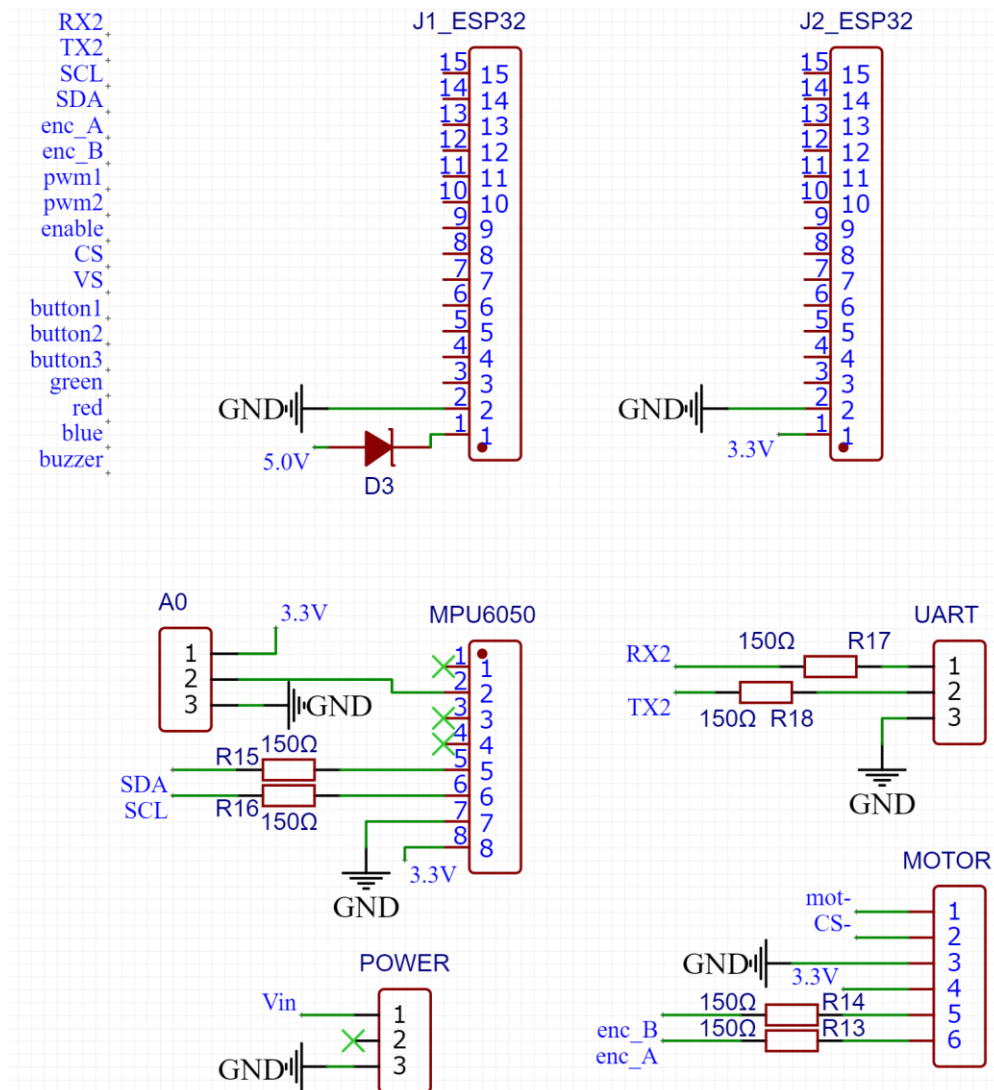 RX2
TX2
SCL
SDA
enc_A
enc_B
pwm1
pwm2
enable
CS
VS
button1
button2
button3
green
red
blue
buzzer
J1_ESP32
15 15
14 14
13 13
12 12
11 11
10 10
9 9
8 8
7 7
6 6
5 5
4 4
3 3
GND 2 2
5.0V 1 1
D3
J2_ESP32
15 15
14 14
13 13
12 12
11 11
10 10
9 9
8 8
7 7
6 6
5 5
4 4
3 3
GND 2 2
3.3V 1 1
A0
3.3V
1
2
3 GND
MPU6050
1 1
2 2
3 3
4 4
R15 150Ω 5 5
SDA
R16 150Ω 6 6
SCL
7 7
GND
8 8
3.3V
UART
RX2 150Ω R17 1
TX2 150Ω R18 2
3
GND
POWER
Vin 1
2
GND 3
MOTOR
mot- 1
CS- 2
GND 3
3.3V 4
enc_B 150Ω R14 5
enc_A 150Ω R13 6